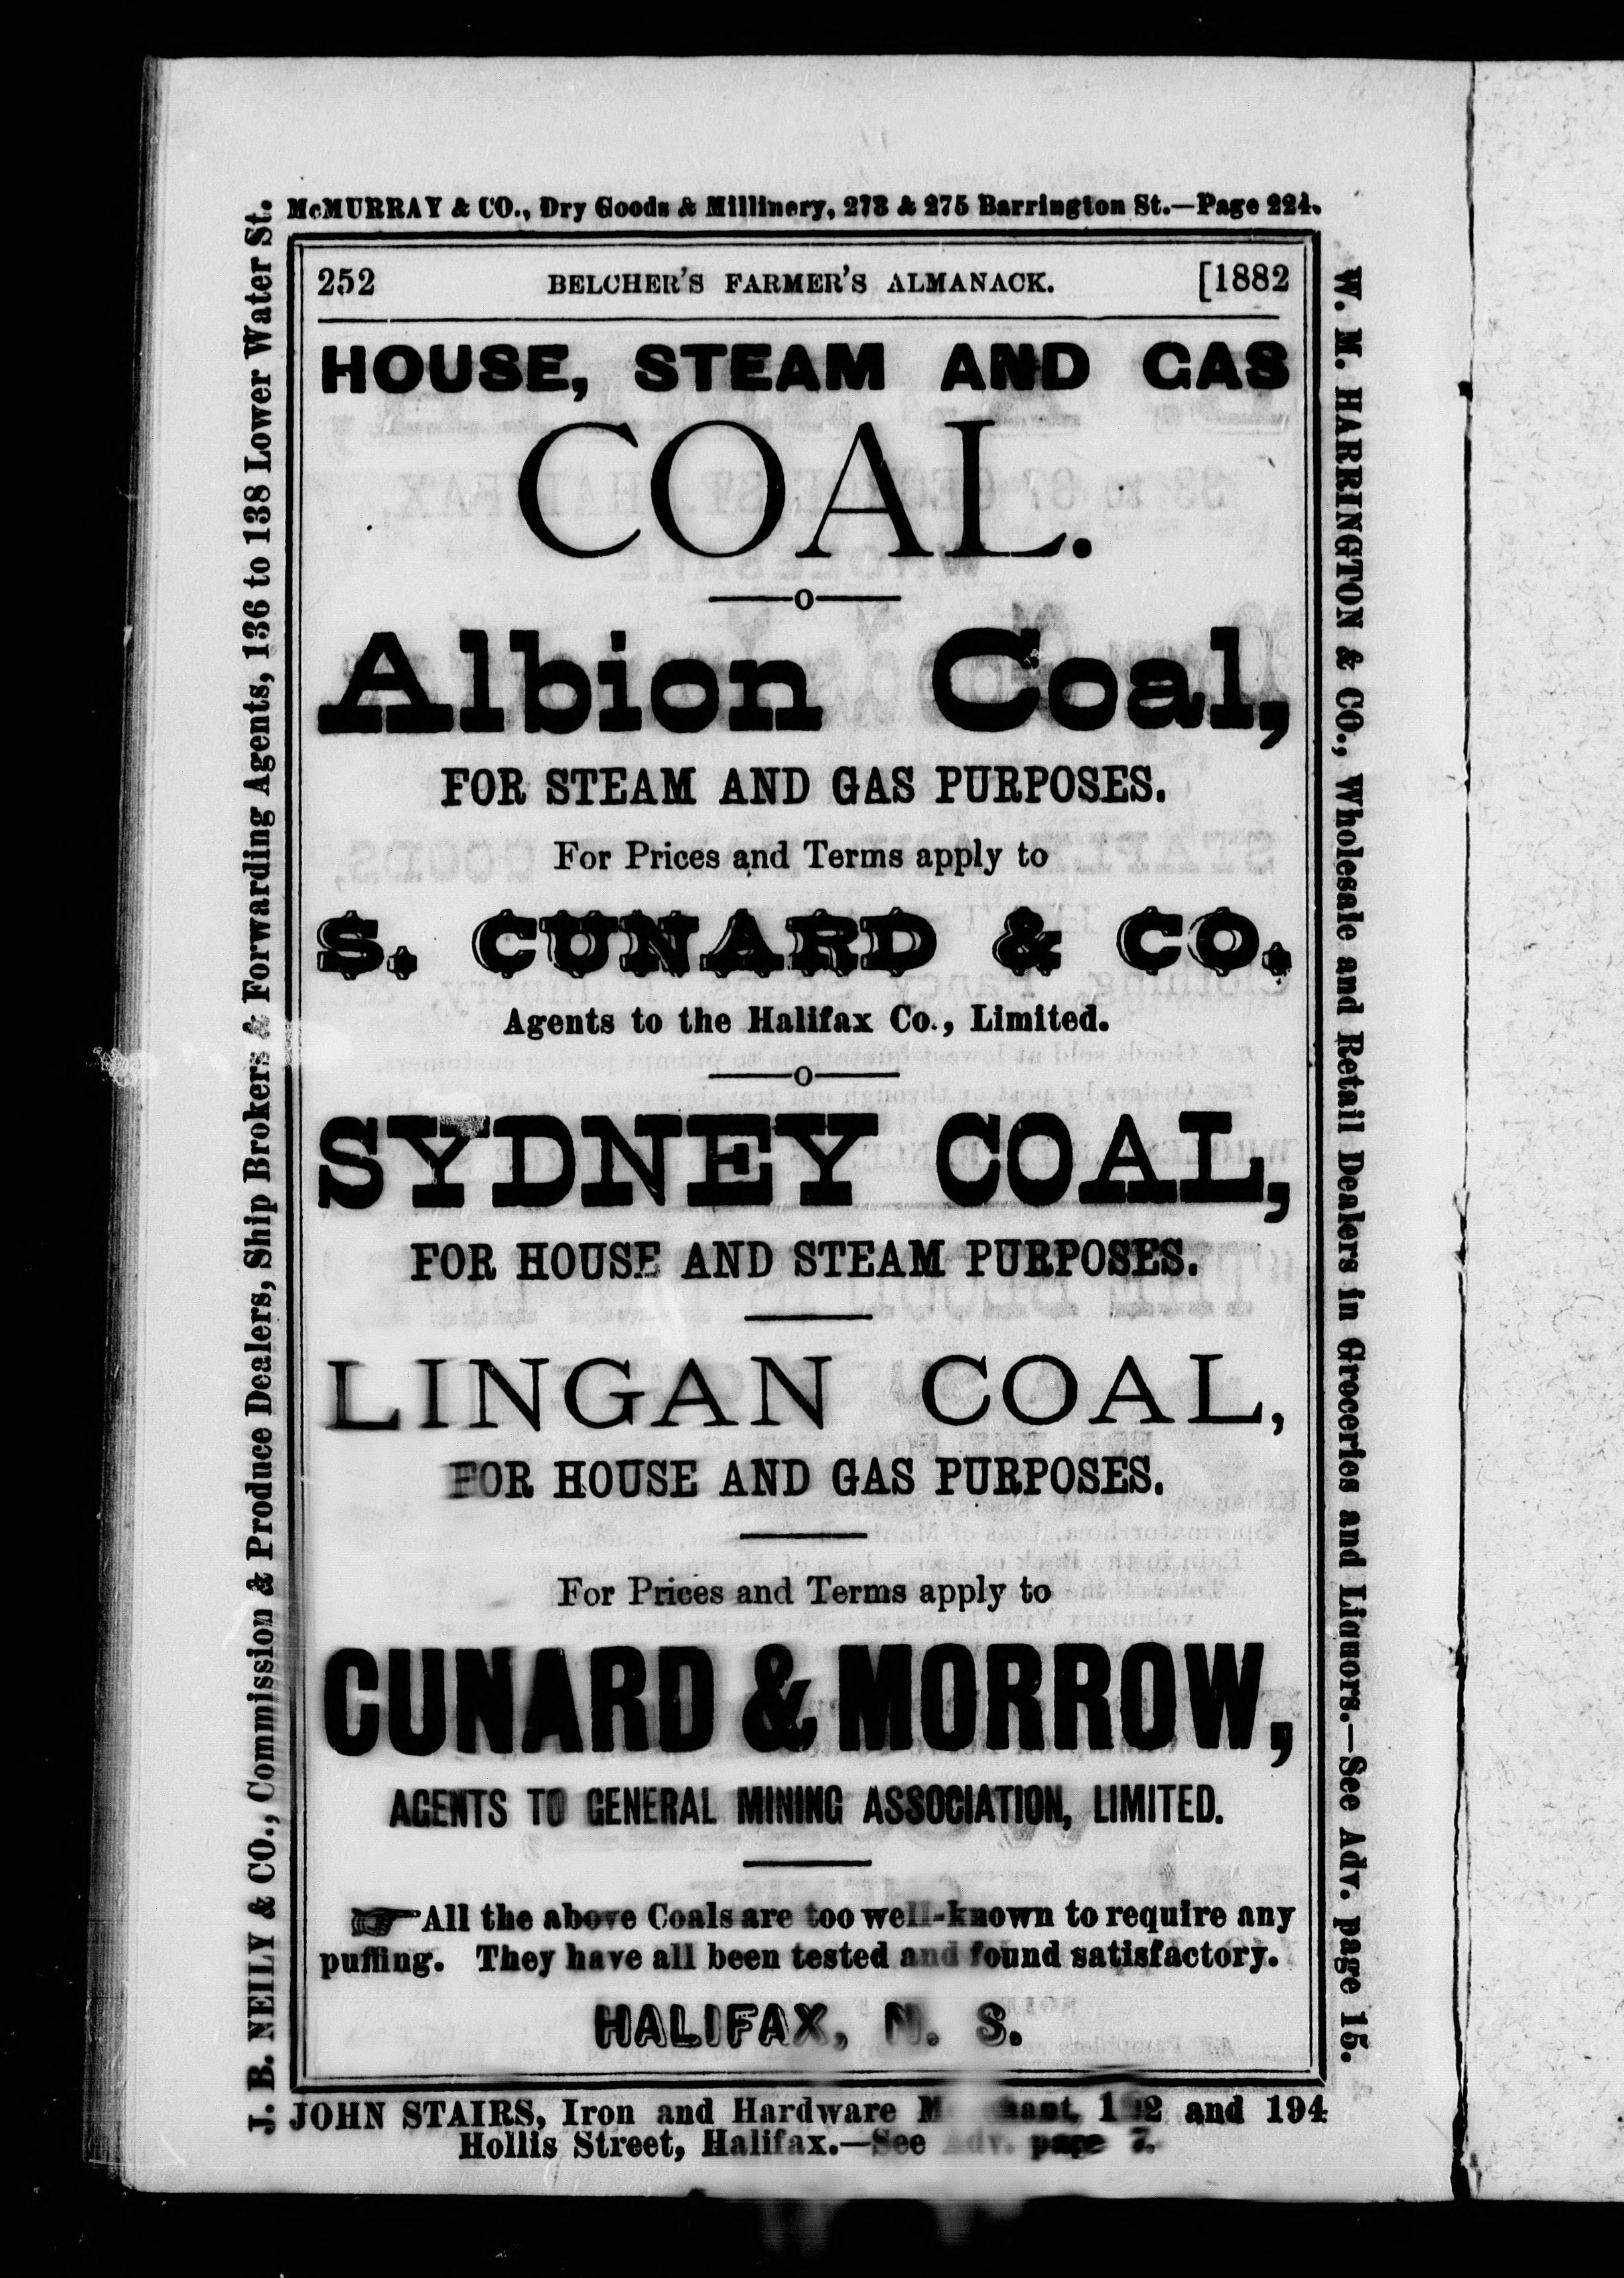 McMURRAY & CO., Dry Goods & Millinery, 273 & 275 Barrington St.—Page 224.
252 BELCHER'S FARMER'S ALMANACK. [1882
HOUSE, STEAM AND GAS
COAL.
—o—
Albion Coal,
FOR STEAM AND GAS PURPOSES.
For Prices and Terms apply to
S. CUNARD & CO.
Agents to the Halifax Co., Limited.
—o—
SYDNEY COAL,
FOR HOUSE AND STEAM PURPOSES.
LINGAN COAL,
FOR HOUSE AND GAS PURPOSES.
For Prices and Terms apply to
CUNARD & MORROW,
AGENTS TO GENERAL MINING ASSOCIATION, LIMITED.
☞All the above Coals are too well-known to require any
puffing. They have all been tested and found satisfactory.
HALIFAX, N. S.
JOHN STAIRS, Iron and Hardware and 194
Hollis Street, Halifax.—See Adv. page 7.
J. B. NEILY & CO., Commission & Produce Dealers, Ship Brokers & Forwarding Agents, 136 to 138 Lower Water St.
W. M. HARRINGTON & CO., Wholesale and Retail Dealers in Groceries and Liquors.—See Adv. page 15.